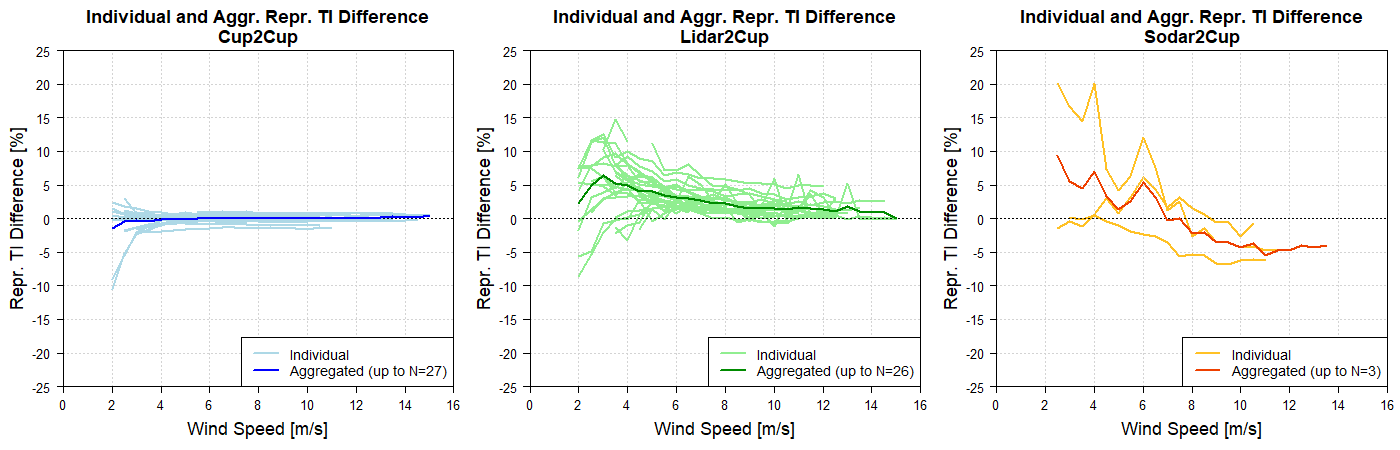 Individual and Aggr. Repr. TI Difference
Cup2Cup
Repr. TI Difference [%]
25
20
15
10
5
0
-5
-10
-15
-20
-25
Individual
Aggregated (up to N=27)
0 2 4 6 8 10 12 14 16
Wind Speed [m/s]
Individual and Aggr. Repr. TI Difference
Lidar2Cup
Repr. TI Difference [%]
25
20
15
10
5
0
-5
-10
-15
-20
-25
Individual
Aggregated (up to N=26)
0 2 4 6 8 10 12 14 16
Wind Speed [m/s]
Individual and Aggr. Repr. TI Difference
Sodar2Cup
Repr. TI Difference [%]
25
20
15
10
5
0
-5
-10
-15
-20
-25
Individual
Aggregated (up to N=3)
0 2 4 6 8 10 12 14 16
Wind Speed [m/s]